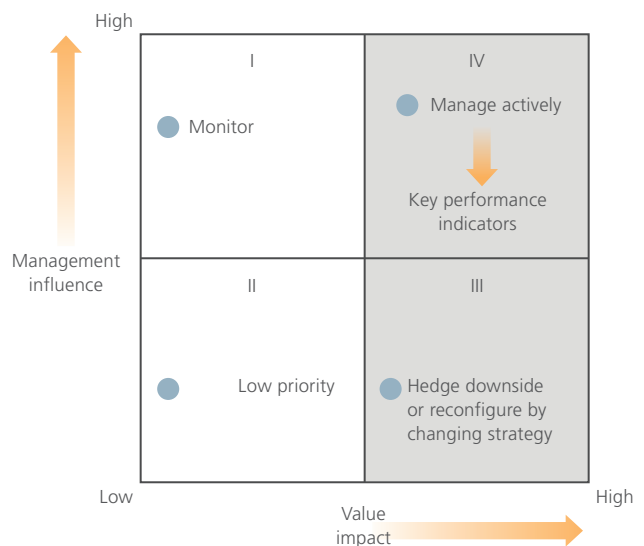 High
I
IV
Monitor
Manage actively
Key performance
indicators
Management
influence
II
III
Low priority
Hedge downside
or reconfigure by
changing strategy
Low
High
Value
impact